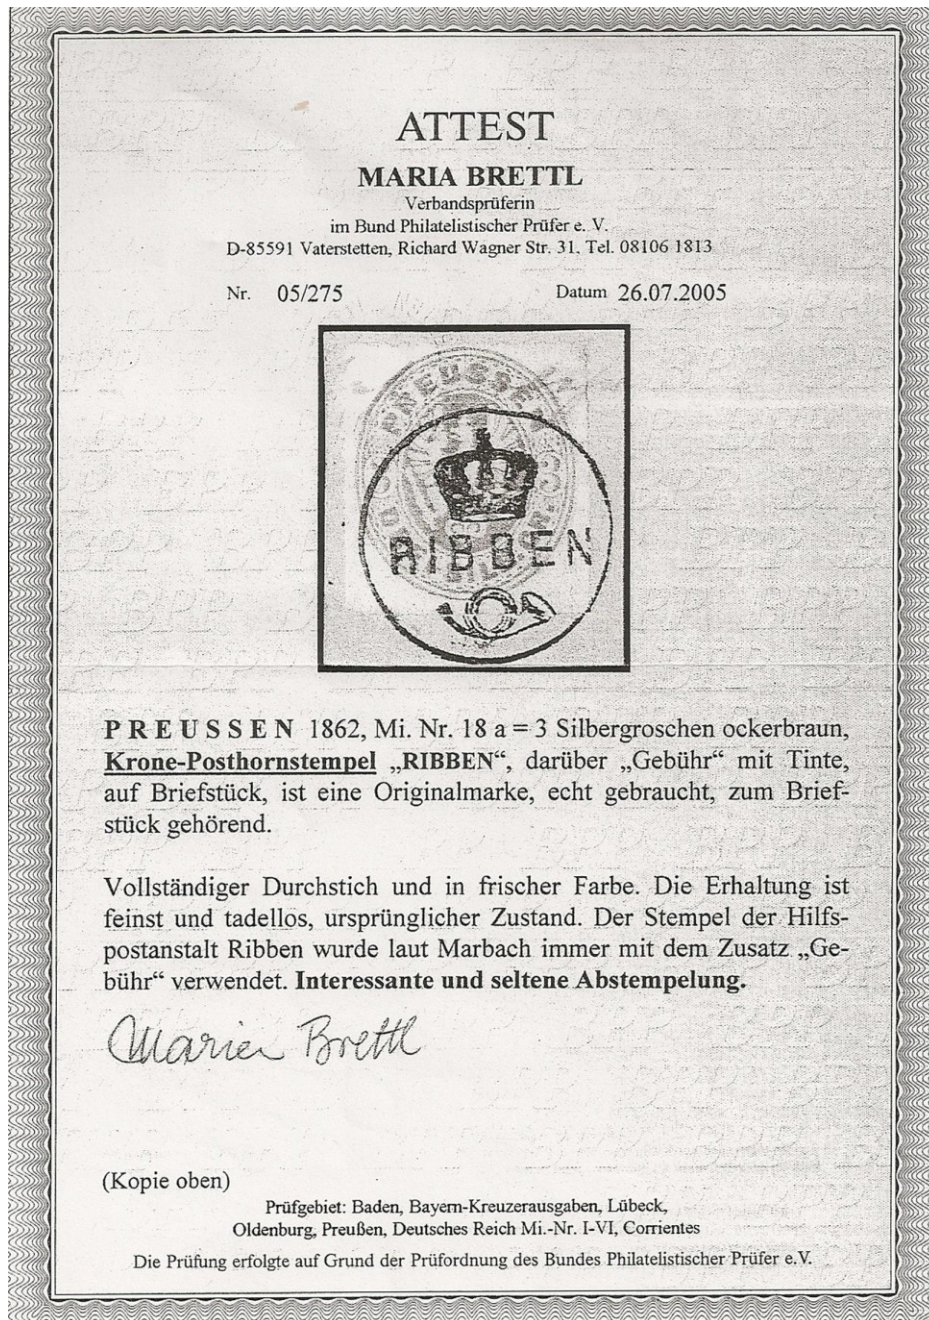 ATTEST
MARIA BRETTL
Verbandsprüferin
im Bund Philatelistischer Prüfer e. V.
D-85591 Vaterstetten, Richard Wagner Str. 31. Tel. 08106 1813
Nr. 05/275 Datum 26.07.2005
PREUSSEN
RIBBEN
PREUSSEN 1862, Mi. Nr. 18 a = 3 Silbergroschen ockerbraun,
Krone-Posthornstempel „RIBBEN“, darüber „Gebühr“ mit Tinte,
auf Briefstück, ist eine Originalmarke, echt gebraucht, zum Brief-
stück gehörend.
Vollständiger Durchstich und in frischer Farbe. Die Erhaltung ist
feinst und tadellos, ursprünglicher Zustand. Der Stempel der Hilfs-
postanstalt Ribben wurde laut Marbach immer mit dem Zusatz „Ge-
bühr“ verwendet. Interessante und seltene Abstempelung.
Maria Brettl
(Kopie oben)
Prüfgebiet: Baden, Bayern-Kreuzerausgaben, Lübeck,
Oldenburg, Preußen, Deutsches Reich Mi.-Nr. I-VI, Corrientes
Die Prüfung erfolgte auf Grund der Prüfordnung des Bundes Philatelistischer Prüfer e.V.